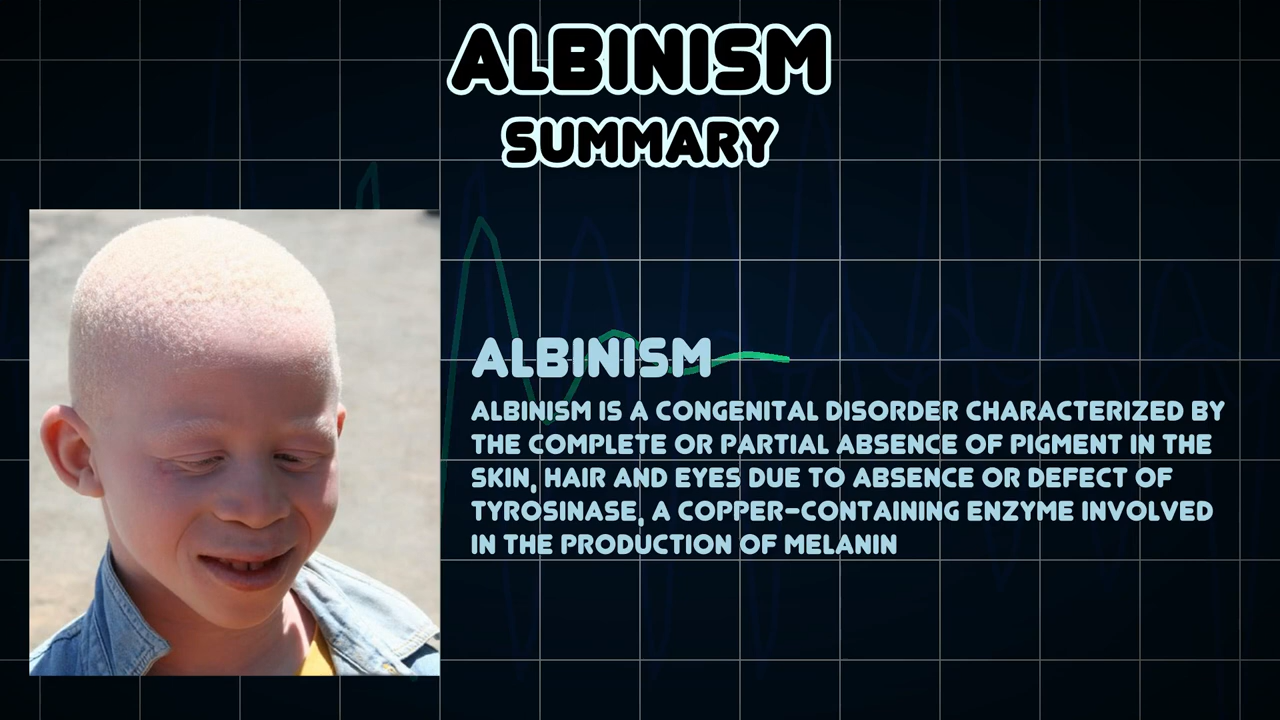 ALBINISM
SUMMARY
ALBINISM
ALBINISM IS A CONGENITAL DISORDER CHARACTERIZED BY
THE COMPLETE OR PARTIAL ABSENCE OF PIGMENT IN THE
SKIN, HAIR AND EYES DUE TO ABSENCE OR DEFECT OF
TYROSINASE, A COPPER-CONTAINING ENZYME INVOLVED
IN THE PRODUCTION OF MELANIN